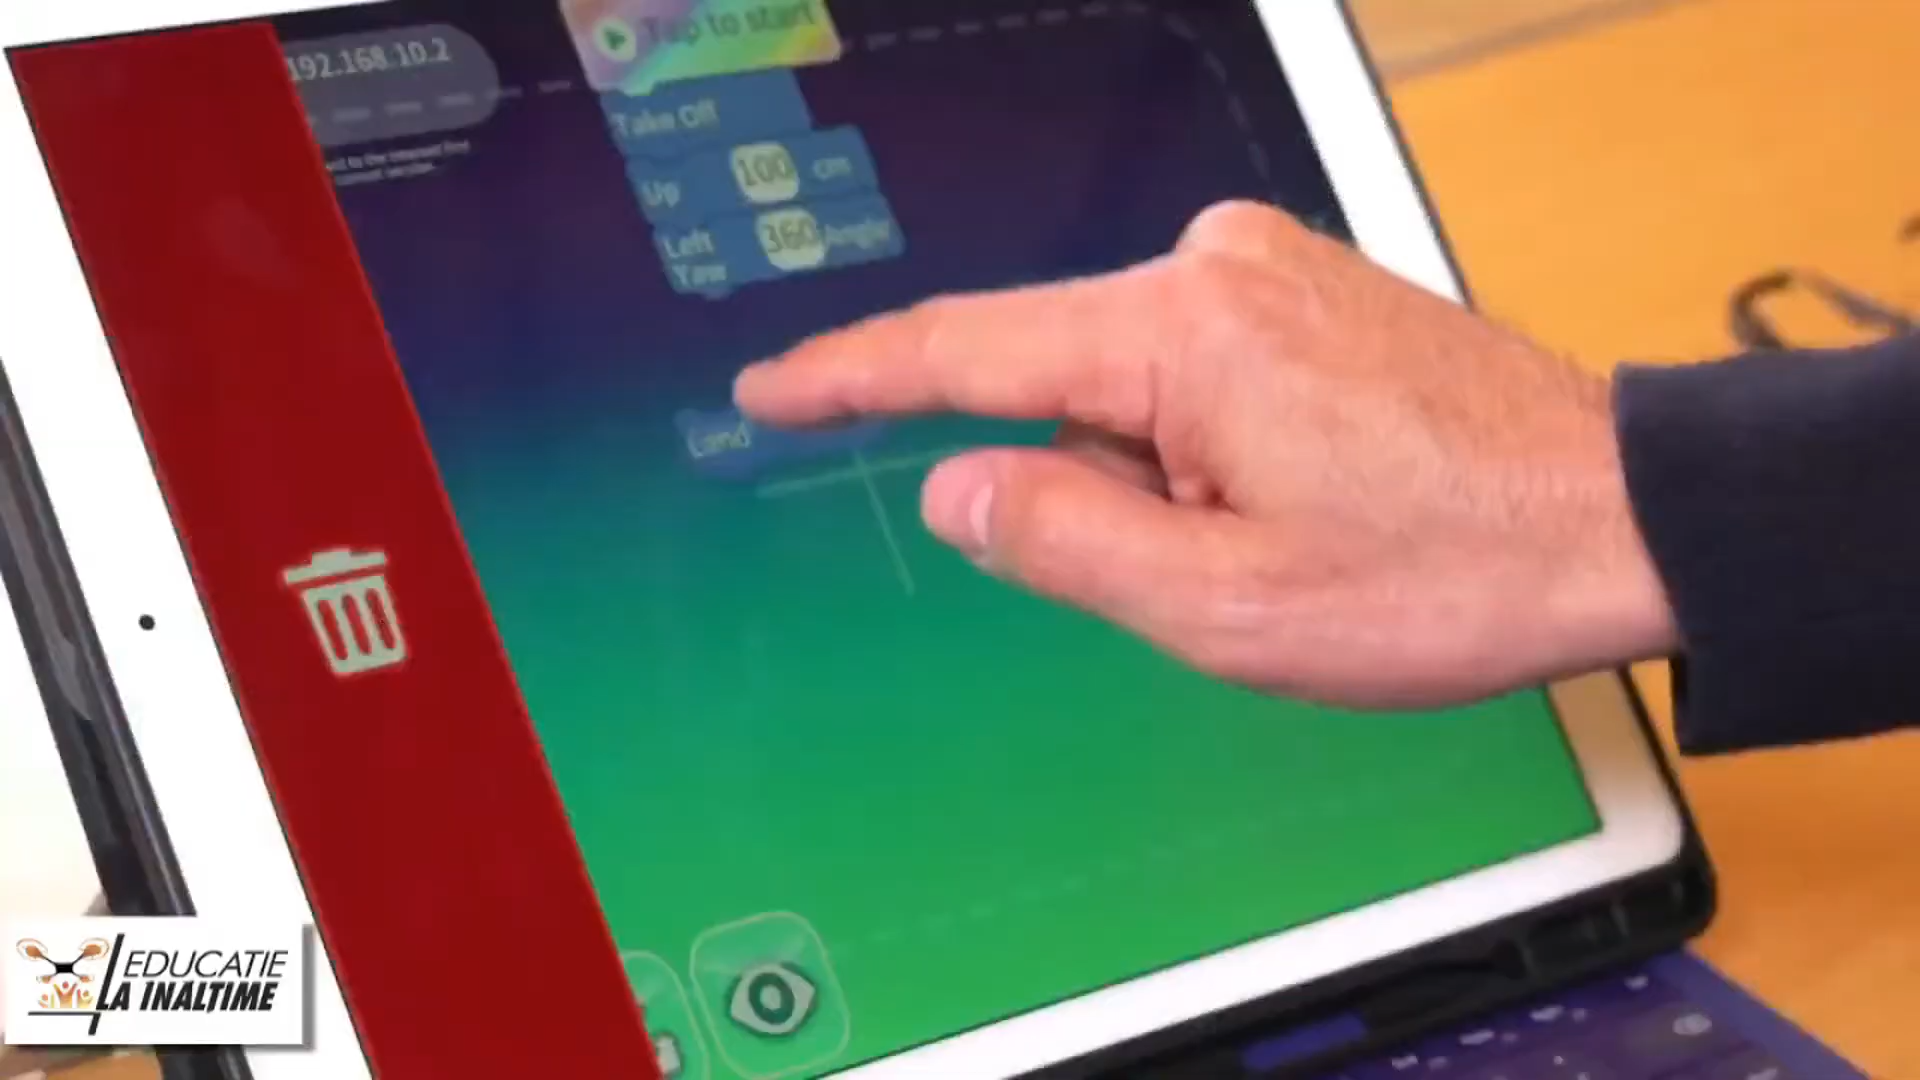 192.168.10.2
Tap to start
Take Off
Up 100 cm
Left 360 Angle
Yaw
Land
EDUCATIE
LA INALTIME